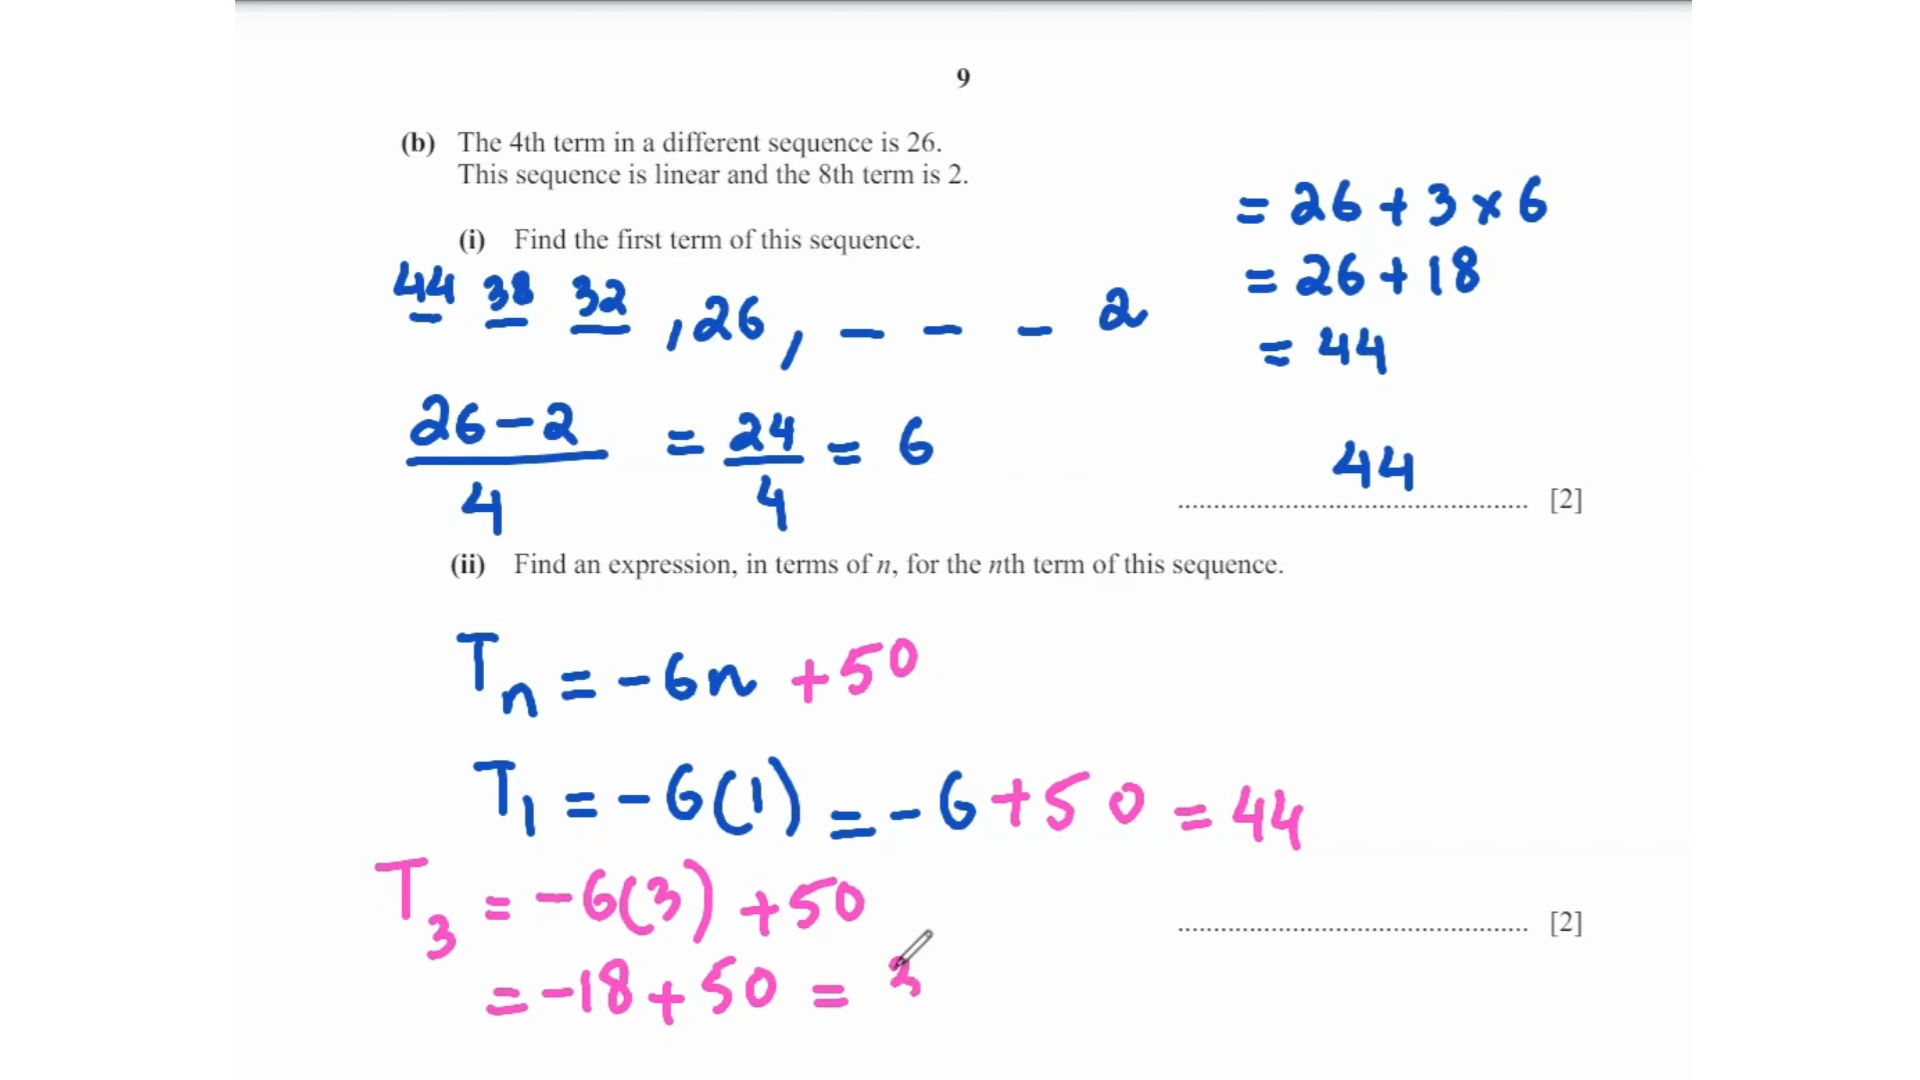 9
(b) The 4th term in a different sequence is 26.
This sequence is linear and the 8th term is 2.
(i) Find the first term of this sequence.
44 38 32 , 26 , – – – 2
= 26 + 3 × 6
= 26 + 18
= 44
26 – 2 / 4 = 24 / 4 = 6
44
[2]
(ii) Find an expression, in terms of n, for the nth term of this sequence.
Tn = –6n + 50
T1 = –6(1) = –6 + 50 = 44
T3 = –6(3) + 50
[2]
= –18 + 50 = 3